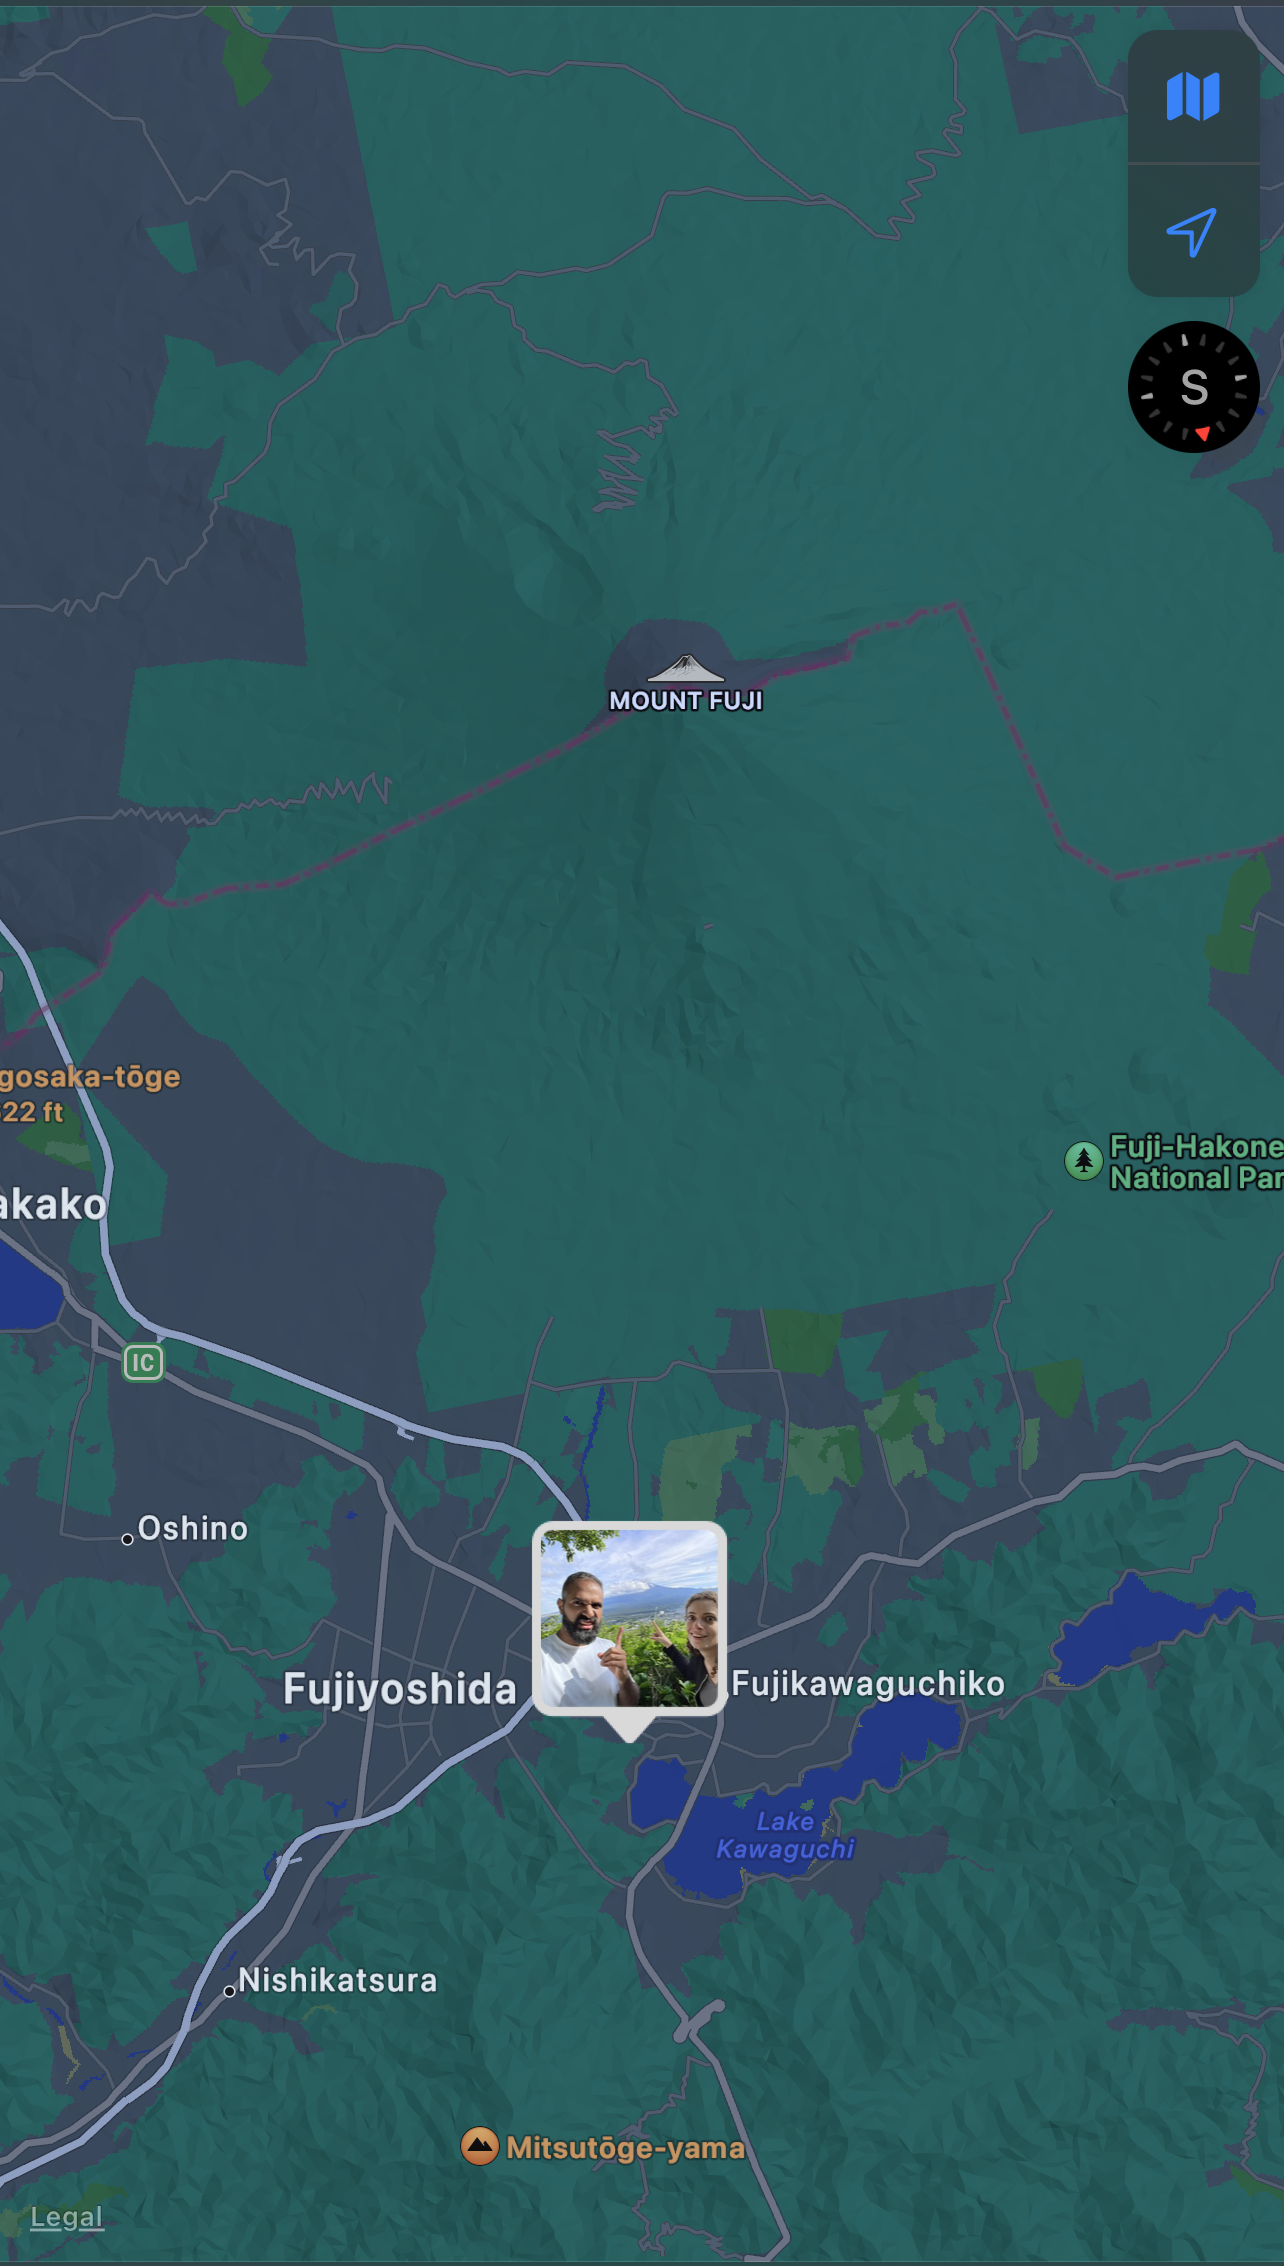 S
MOUNT FUJI
gosaka-tōge
22 ft
Fuji-Hakone
National Par
akako
IC
Oshino
Fujiyoshida
Fujikawaguchiko
Lake
Kawaguchi
Nishikatsura
Mitsutōge-yama
Legal